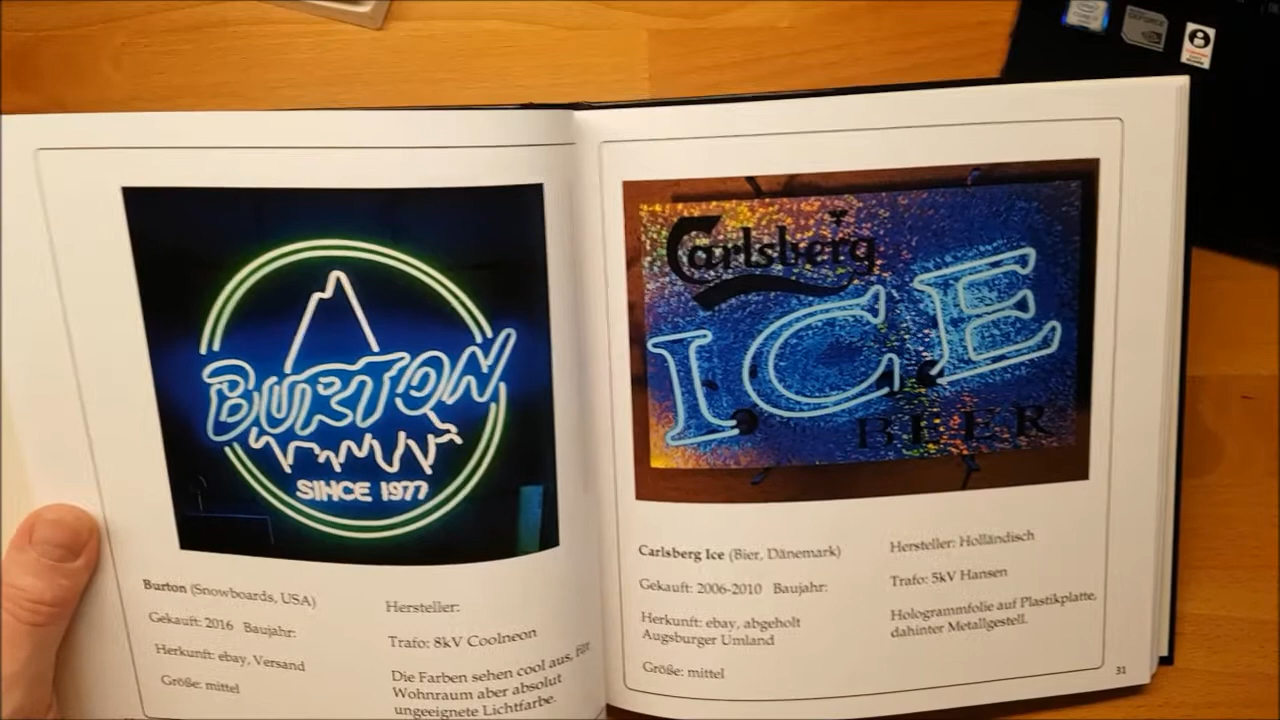 BURTON
SINCE 1977
Burton (Snowboards, USA)
Gekauft: 2016 Baujahr:
Herkunft: ebay, Versand
Größe: mittel
Hersteller:
Trafo: 8kV Coolneon
Die Farben sehen cool aus, für
Wohnraum aber absolut
ungeeignete Lichtfarbe.
Carlsberg
ICE
BEER
Carlsberg Ice (Bier, Dänemark)
Gekauft: 2006-2010 Baujahr:
Herkunft: ebay, abgeholt
Augsburger Umland
Größe: mittel
Hersteller: Holländisch
Trafo: 5kV Hansen
Hologrammfolie auf Plastikplatte,
dahinter Metallgestell.
31